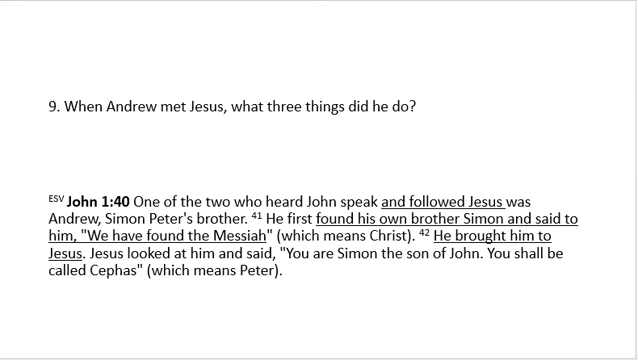 9. When Andrew met Jesus, what three things did he do?
ESV John 1:40 One of the two who heard John speak and followed Jesus was
Andrew, Simon Peter's brother. 41 He first found his own brother Simon and said to
him, "We have found the Messiah" (which means Christ). 42 He brought him to
Jesus. Jesus looked at him and said, "You are Simon the son of John. You shall be
called Cephas" (which means Peter).